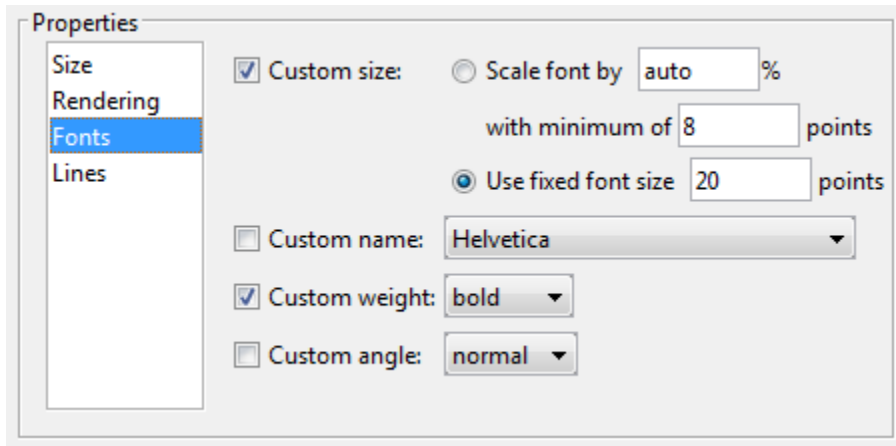 Properties
Size
Rendering
Fonts
Lines
Custom size: Scale font by auto %
with minimum of 8 points
Use fixed font size 20 points
Custom name: Helvetica
Custom weight: bold
Custom angle: normal